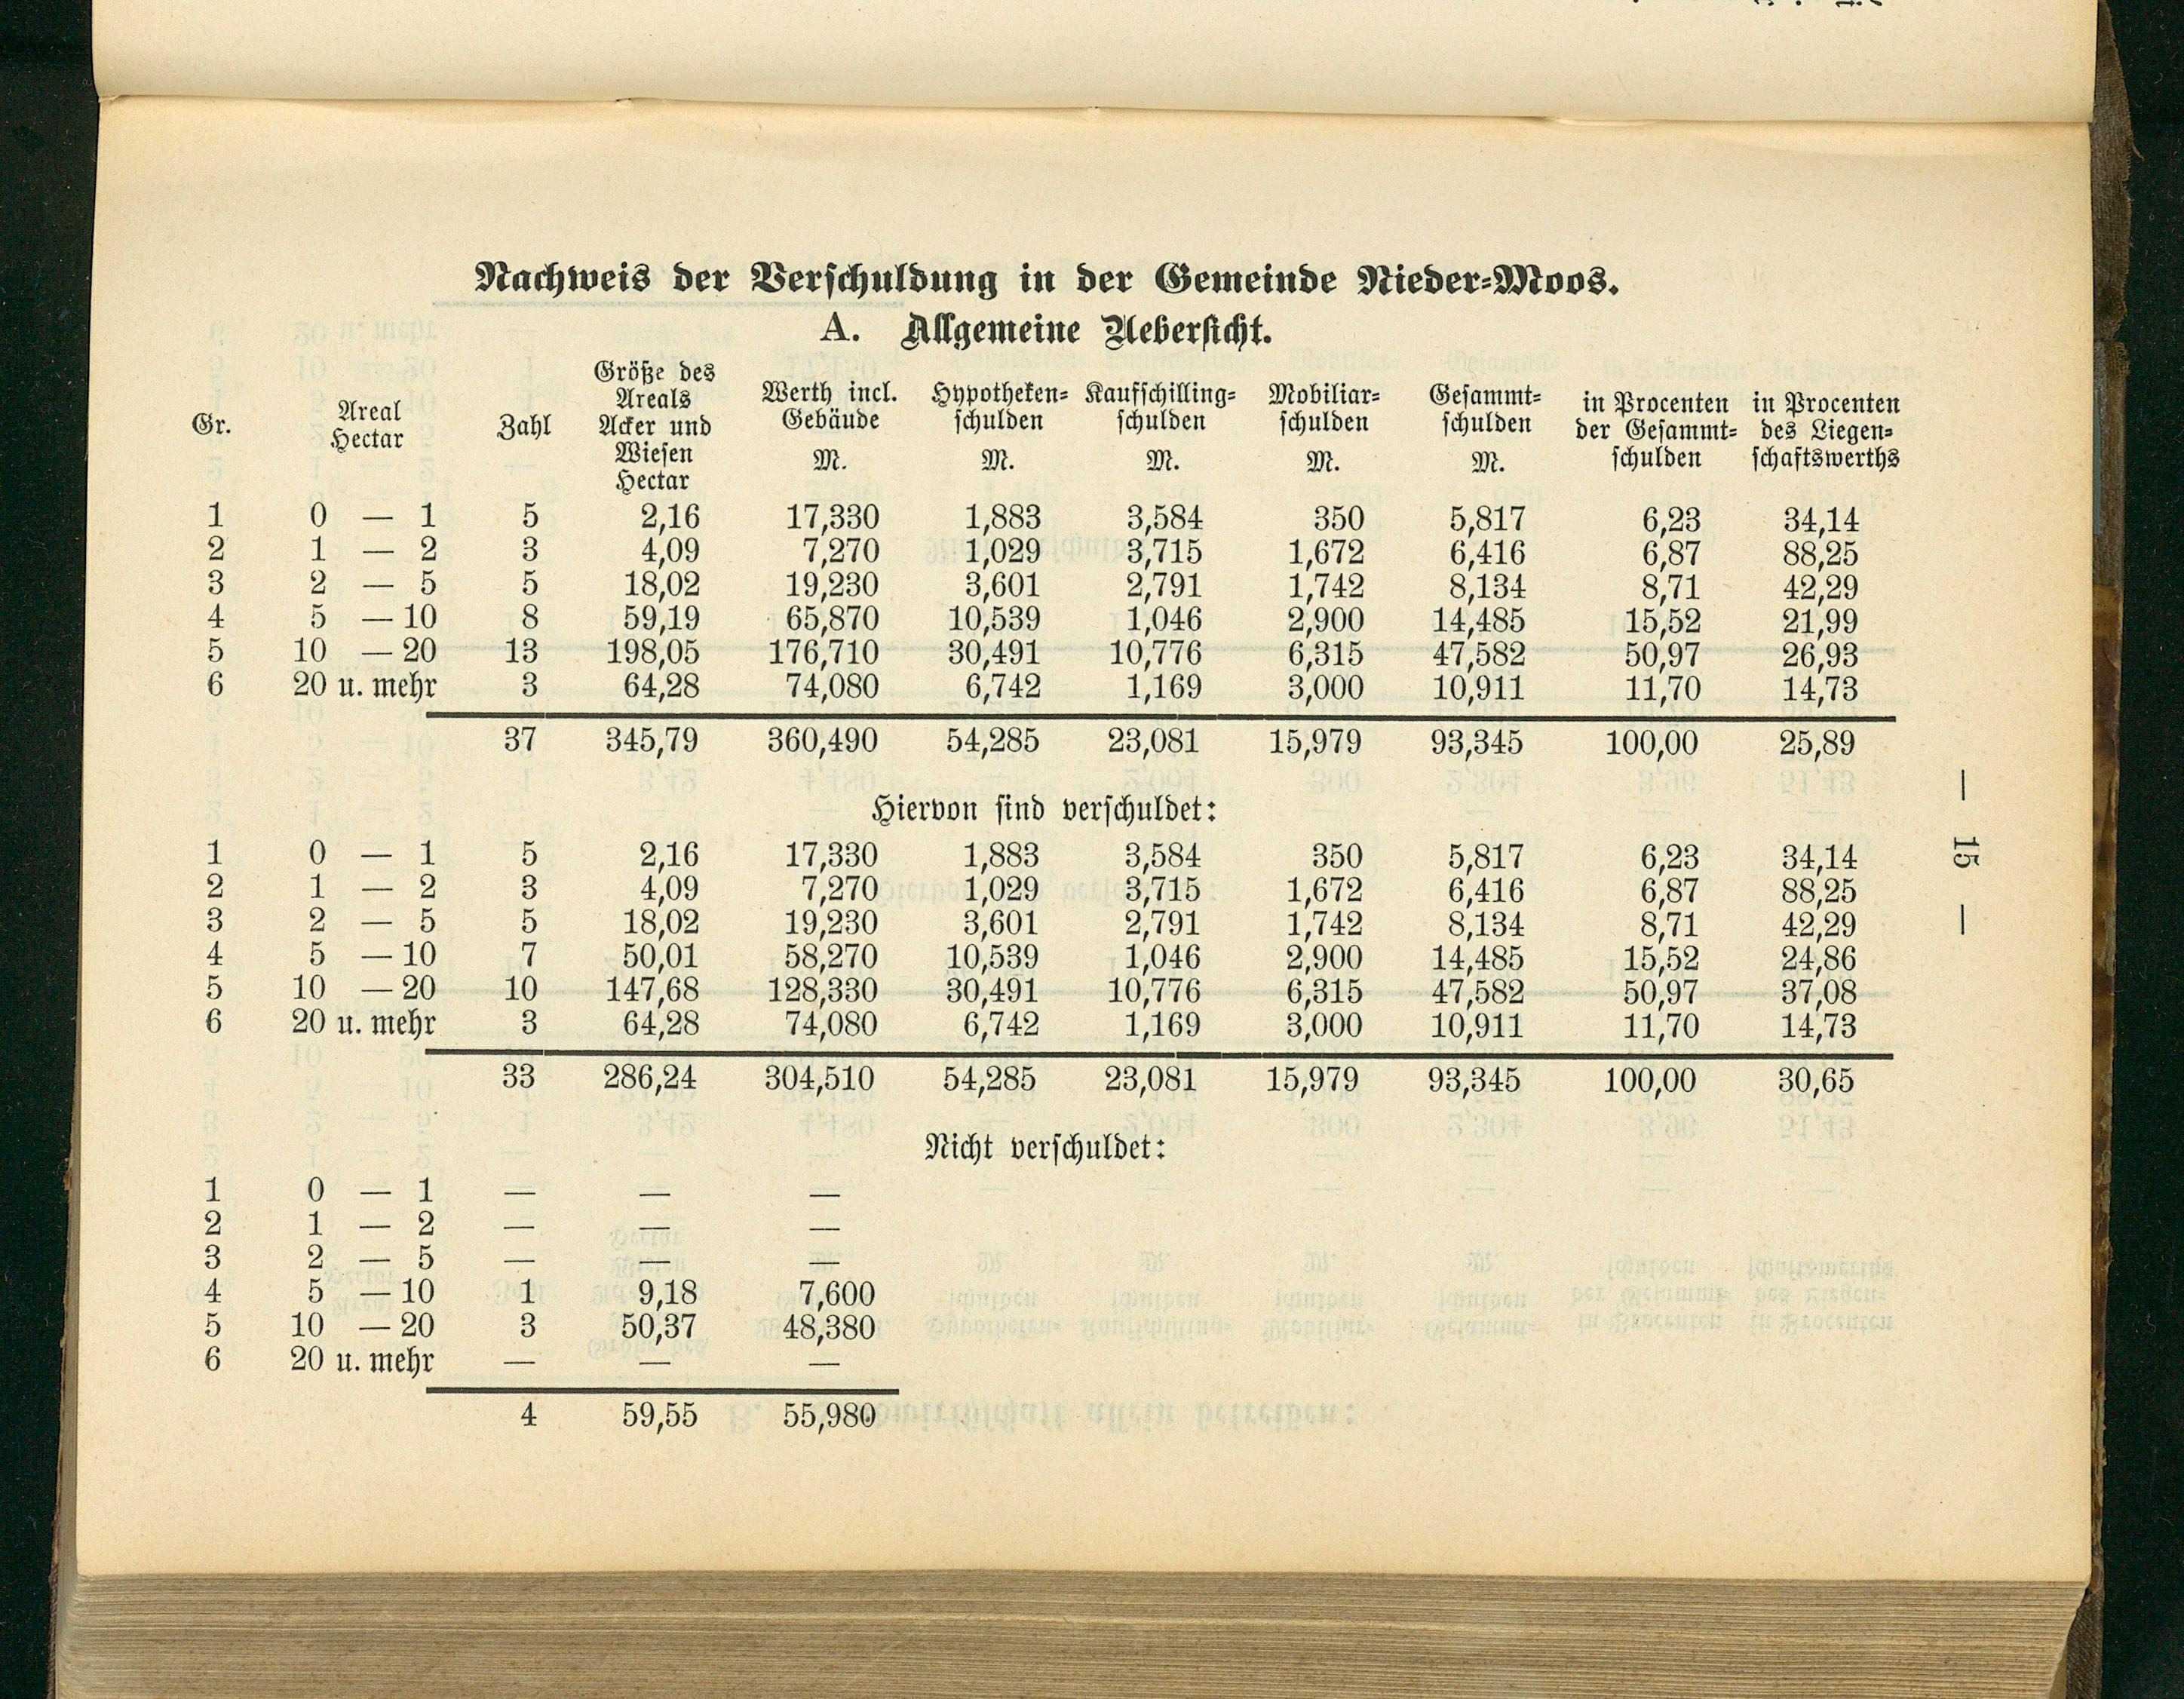 Nachweis der Verschuldung in der Gemeinde Nieder-Moos.
A. Allgemeine Uebersicht.
Gr. Areal Hectar Zahl Größe des Areals Acker und Wiesen Hectar Werth incl. Gebäude M. Hypotheken-schulden M. Kaufschilling-schulden M. Mobiliar-schulden M. Gesammt-schulden M. in Procenten der Gesammt-schulden in Procenten des Liegen-schaftswerths
1 0 — 1 5 2,16 17,330 1,883 3,584 350 5,817 6,23 34,14
2 1 — 2 3 4,09 7,270 1,029 3,715 1,672 6,416 6,87 88,25
3 2 — 5 5 18,02 19,230 3,601 2,791 1,742 8,134 8,71 42,29
4 5 — 10 8 59,19 65,870 10,539 1,046 2,900 14,485 15,52 21,99
5 10 — 20 13 198,05 176,710 30,491 10,776 6,315 47,582 50,97 26,93
6 20 u. mehr 3 64,28 74,080 6,742 1,169 3,000 10,911 11,70 14,73
37 345,79 360,490 54,285 23,081 15,979 93,345 100,00 25,89
Hiervon sind verschuldet:
1 0 — 1 5 2,16 17,330 1,883 3,584 350 5,817 6,23 34,14
2 1 — 2 3 4,09 7,270 1,029 3,715 1,672 6,416 6,87 88,25
3 2 — 5 5 18,02 19,230 3,601 2,791 1,742 8,134 8,71 42,29
4 5 — 10 7 50,01 58,270 10,539 1,046 2,900 14,485 15,52 24,86
5 10 — 20 10 147,68 128,330 30,491 10,776 6,315 47,582 50,97 37,08
6 20 u. mehr 3 64,28 74,080 6,742 1,169 3,000 10,911 11,70 14,73
33 286,24 304,510 54,285 23,081 15,979 93,345 100,00 30,65
Nicht verschuldet:
1 0 — 1 — — —
2 1 — 2 — — —
3 2 — 5 — — —
4 5 — 10 1 9,18 7,600
5 10 — 20 3 50,37 48,380
6 20 u. mehr — — —
4 59,55 55,980
— 15 —